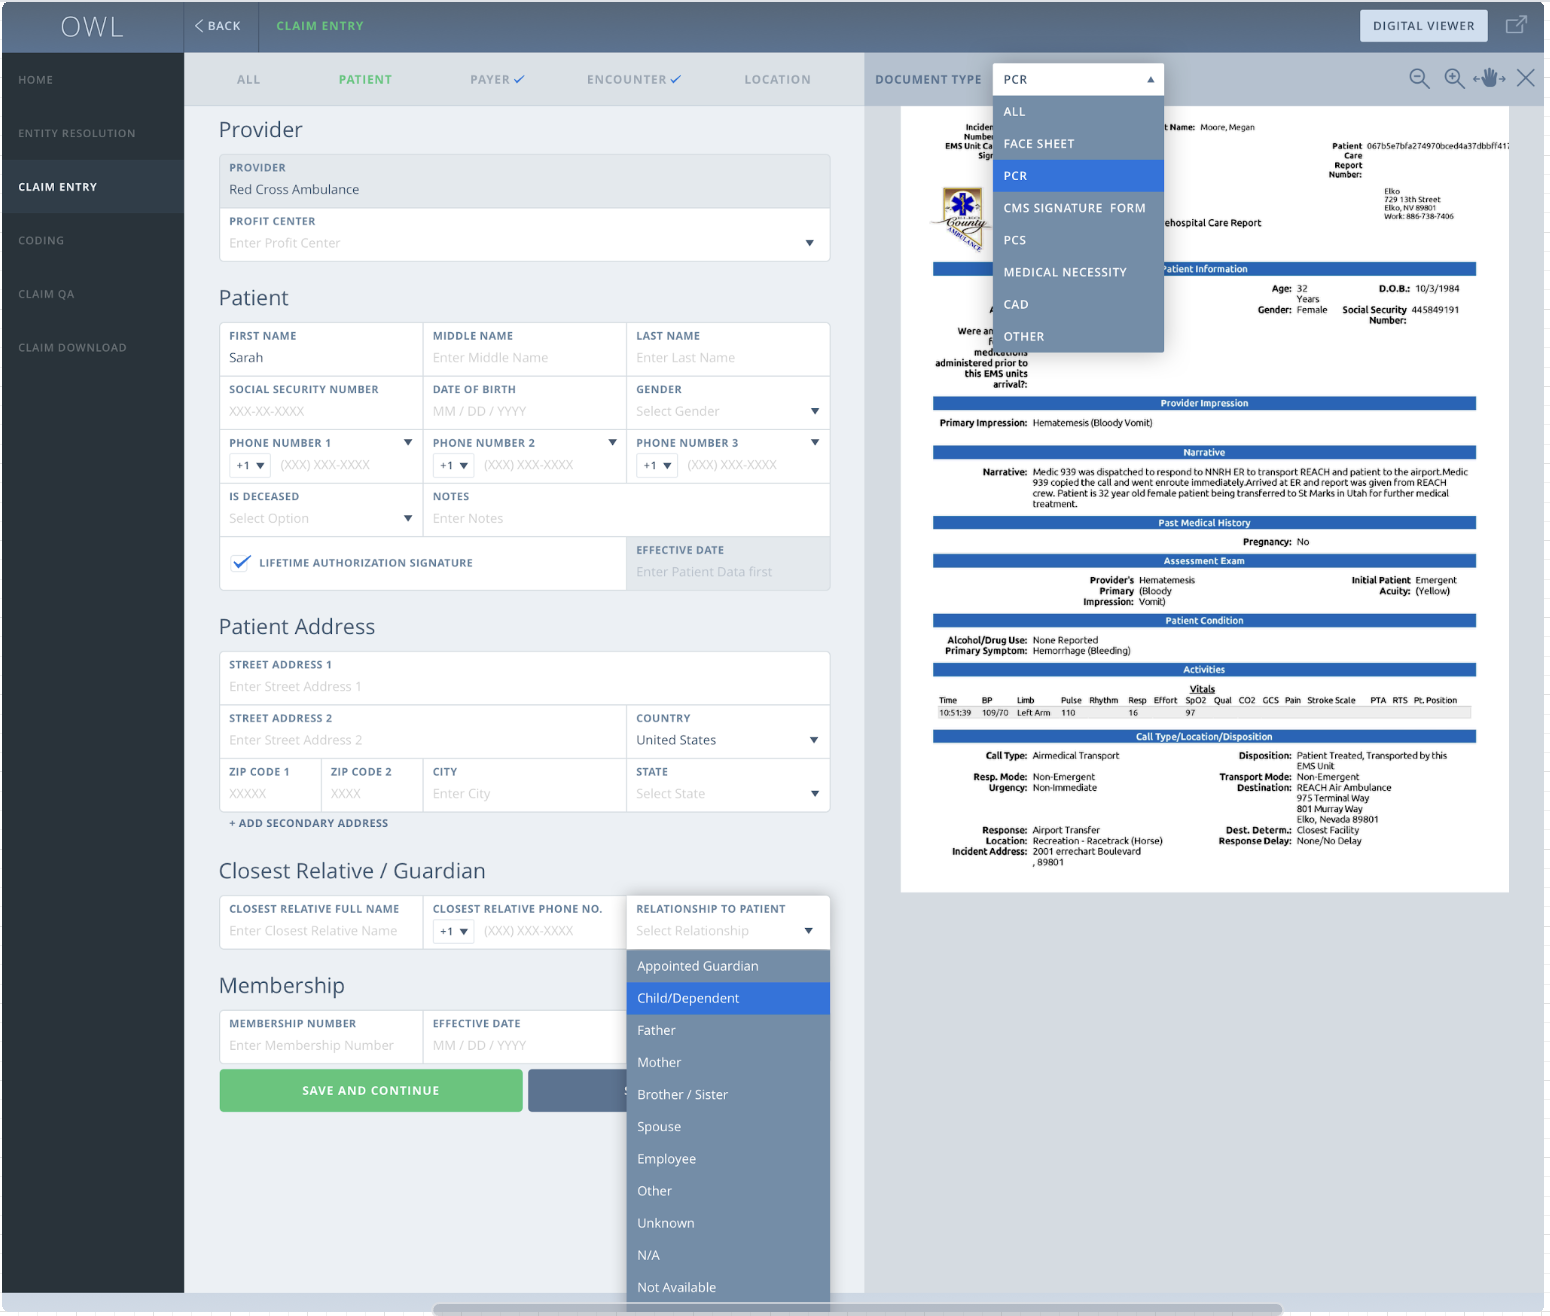 OWL
BACK
CLAIM ENTRY
DIGITAL VIEWER
HOME
ENTITY RESOLUTION
CLAIM ENTRY
CODING
CLAIM QA
CLAIM DOWNLOAD
ALL
PATIENT
PAYER
ENCOUNTER
LOCATION
Provider
PROVIDER
Red Cross Ambulance
PROFIT CENTER
Enter Profit Center
Patient
FIRST NAME
Sarah
MIDDLE NAME
Enter Middle Name
LAST NAME
Enter Last Name
SOCIAL SECURITY NUMBER
XXX-XX-XXXX
DATE OF BIRTH
MM / DD / YYYY
GENDER
Select Gender
PHONE NUMBER 1
+1 (XXX) XXX-XXXX
PHONE NUMBER 2
+1 (XXX) XXX-XXXX
PHONE NUMBER 3
+1 (XXX) XXX-XXXX
IS DECEASED
Select Option
NOTES
Enter Notes
LIFETIME AUTHORIZATION SIGNATURE
EFFECTIVE DATE
Enter Patient Data first
Patient Address
STREET ADDRESS 1
Enter Street Address 1
STREET ADDRESS 2
Enter Street Address 2
COUNTRY
United States
ZIP CODE 1
XXXXX
ZIP CODE 2
XXXX
CITY
Enter City
STATE
Select State
+ ADD SECONDARY ADDRESS
Closest Relative / Guardian
CLOSEST RELATIVE FULL NAME
Enter Closest Relative Name
CLOSEST RELATIVE PHONE NO.
+1 (XXX) XXX-XXXX
RELATIONSHIP TO PATIENT
Select Relationship
Appointed Guardian
Child/Dependent
Father
Mother
Brother / Sister
Spouse
Employee
Other
Unknown
N/A
Not Available
Membership
MEMBERSHIP NUMBER
Enter Membership Number
EFFECTIVE DATE
MM / DD / YYYY
SAVE AND CONTINUE
DOCUMENT TYPE
PCR
ALL
FACE SHEET
PCR
CMS SIGNATURE FORM
PCS
MEDICAL NECESSITY
CAD
OTHER
Inciden
Number
EMS Unit Ca
Sig
t Name: Moore, Megan
Patient 067b5e7bfa274970bced4a37dbbff417
Care
Report
Number:
Elko
729 13th Street
Elko, NV 89801
Work: 886-738-7406
County
AMBULANCE
ehospital Care Report
Patient Information
Age: 32
Years
D.O.B.: 10/3/1984
Gender: Female
Social Security 445849191
Number:
Were an
medications
administered prior to
this EMS units
arrival?:
Provider Impression
Primary Impression: Hematemesis (Bloody Vomit)
Narrative
Narrative: Medic 939 was dispatched to respond to NNRH ER to transport REACH and patient to the airport.Medic
939 copied the call and went enroute immediately.Arrived at ER and report was given from REACH
crew. Patient is 32 year old female patient being transferred to St Marks in Utah for further medical
treatment.
Past Medical History
Pregnancy: No
Assessment Exam
Provider's Hematemesis
Primary (Bloody
Impression: Vomit)
Initial Patient Emergent
Acuity: (Yellow)
Patient Condition
Alcohol/Drug Use: None Reported
Primary Symptom: Hemorrhage (Bleeding)
Activities
Vitals
Time BP Limb Pulse Rhythm Resp Effort SpO2 Qual CO2 GCS Pain Stroke Scale PTA RTS Pt. Position
10:51:39 109/70 Left Arm 110 16 97
Call Type/Location/Disposition
Call Type: Airmedical Transport
Disposition: Patient Treated, Transported by this
EMS Unit
Resp. Mode: Non-Emergent
Transport Mode: Non-Emergent
Urgency: Non-Immediate
Destination: REACH Air Ambulance
975 Terminal Way
801 Murray Way
Elko, Nevada 89801
Response: Airport Transfer
Dest. Determ.: Closest Facility
Location: Recreation - Racetrack (Horse)
Response Delay: None/No Delay
Incident Address: 2001 errechart Boulevard
, 89801